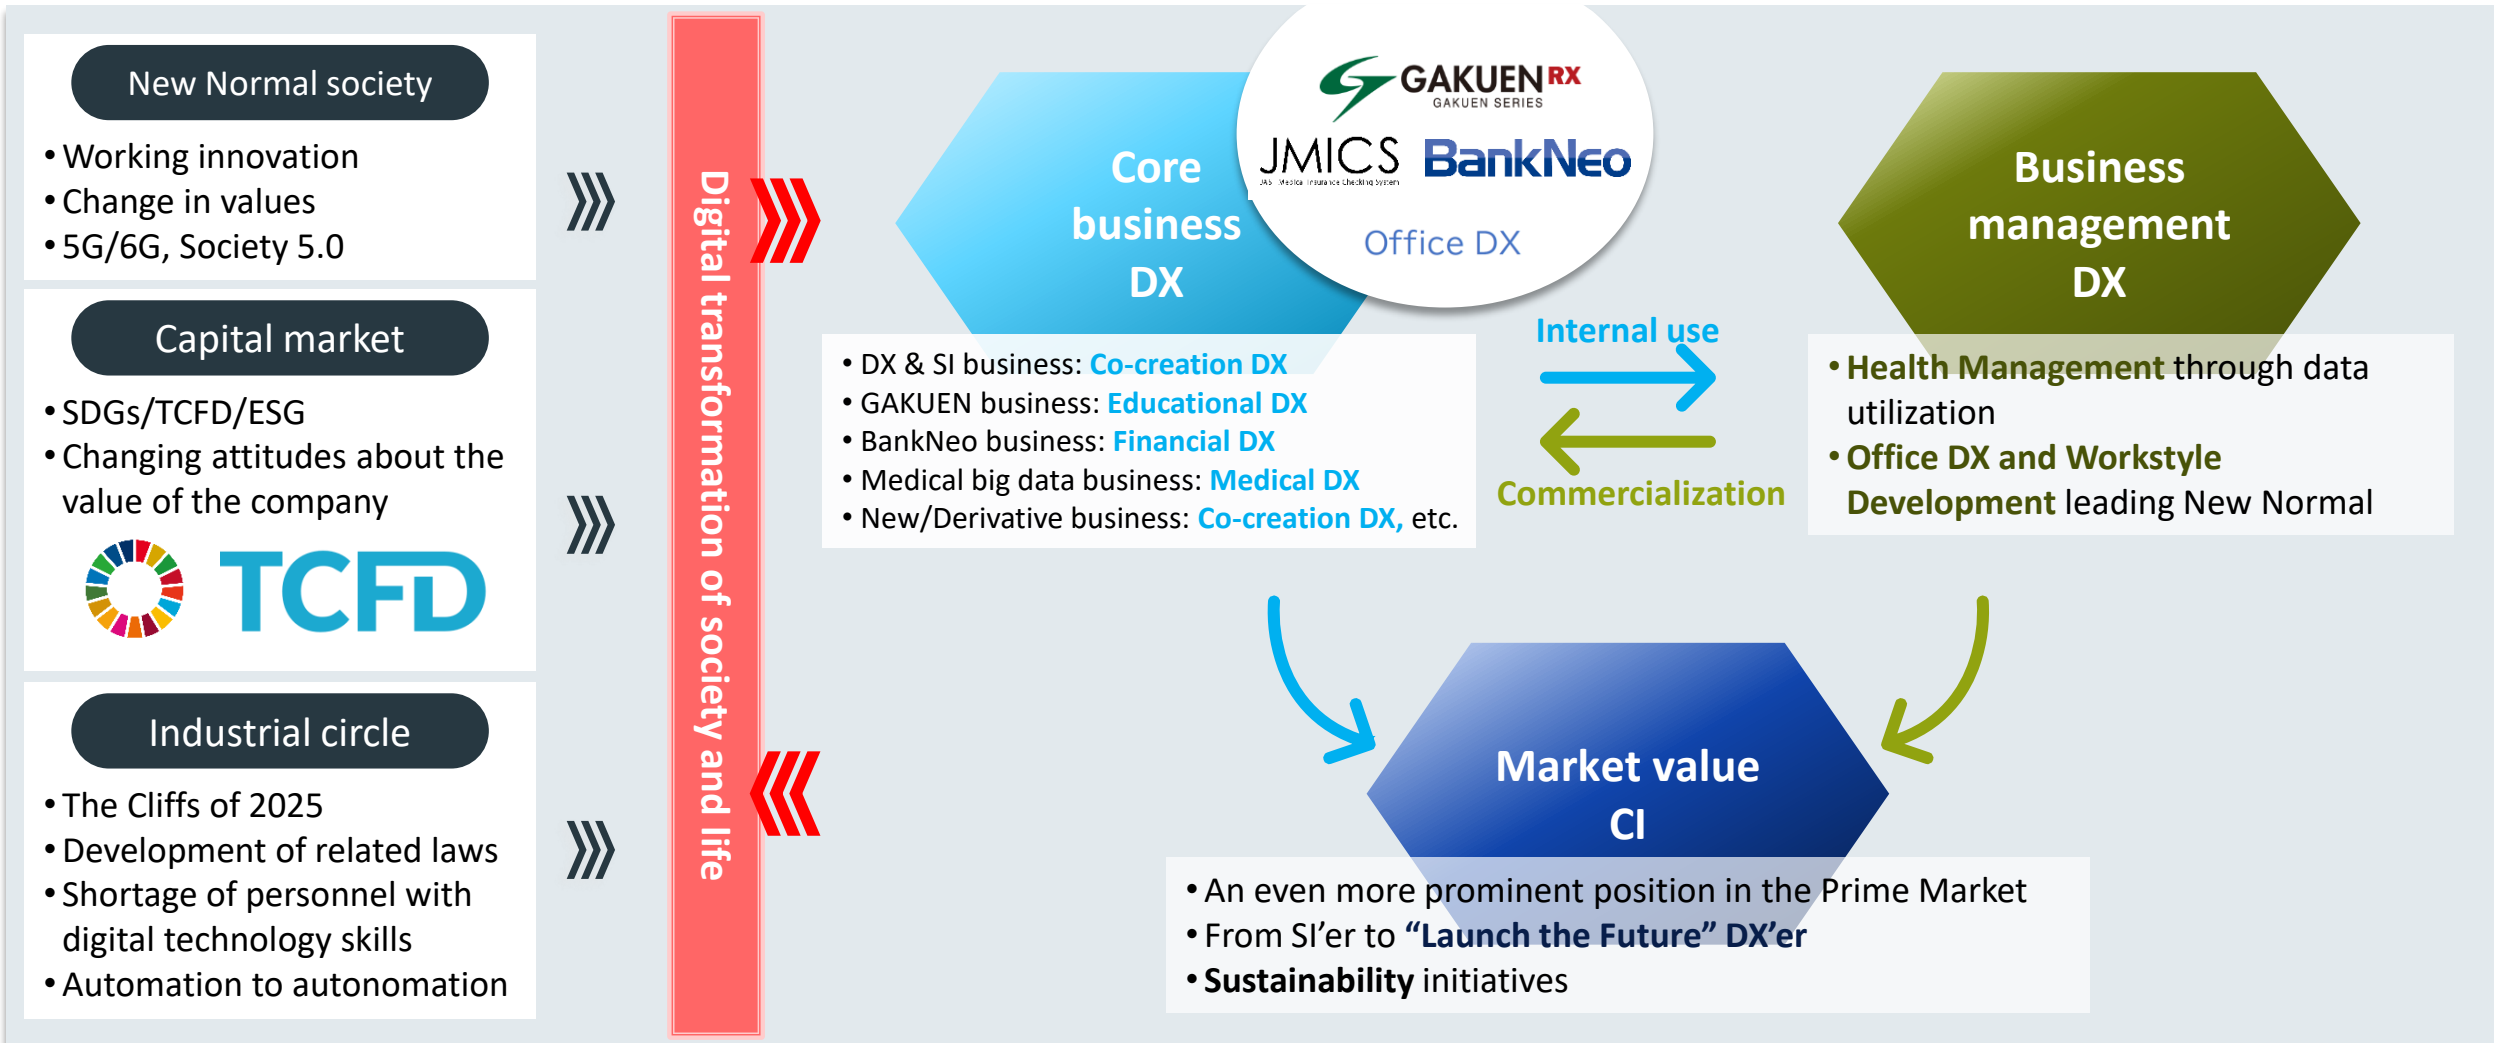 New Normal society
• Working innovation
• Change in values
• 5G/6G, Society 5.0
Capital market
• SDGs/TCFD/ESG
• Changing attitudes about the
value of the company
TCFD
Industrial circle
• The Cliffs of 2025
• Development of related laws
• Shortage of personnel with
digital technology skills
• Automation to autonomation
Digital transformation of society and life
Core
business
DX
GAKUEN RX
GAKUEN SERIES
JMICS
JAST Medical Insurance Checking System
BankNeo
Office DX
• DX & SI business: Co-creation DX
• GAKUEN business: Educational DX
• BankNeo business: Financial DX
• Medical big data business: Medical DX
• New/Derivative business: Co-creation DX, etc.
Internal use
Commercialization
Business
management
DX
• Health Management through data
utilization
• Office DX and Workstyle
Development leading New Normal
Market value
CI
• An even more prominent position in the Prime Market
• From SI’er to “Launch the Future” DX’er
• Sustainability initiatives